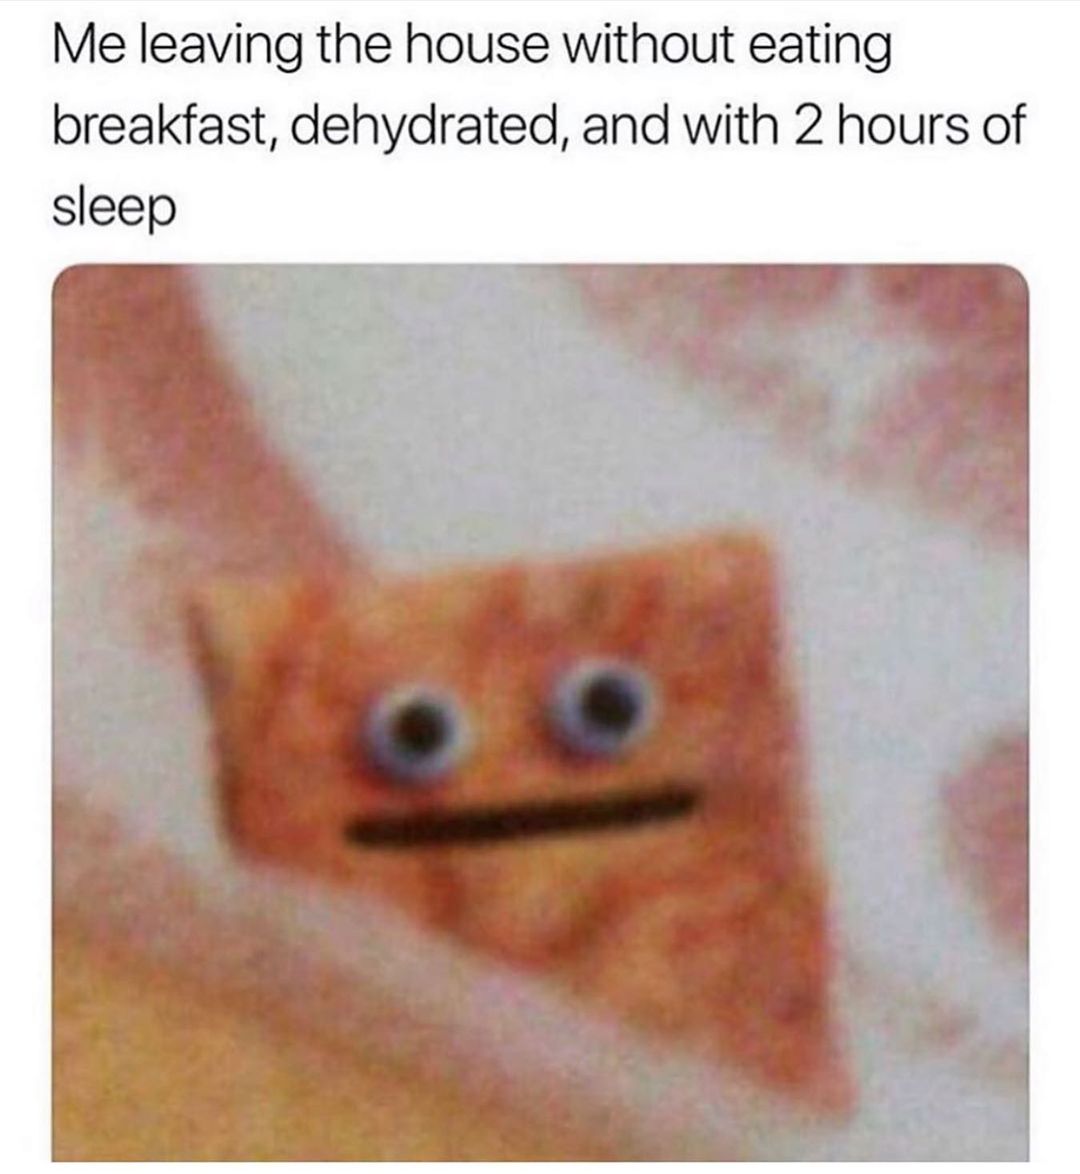 Me leaving the house without eating
breakfast, dehydrated, and with 2 hours of
sleep